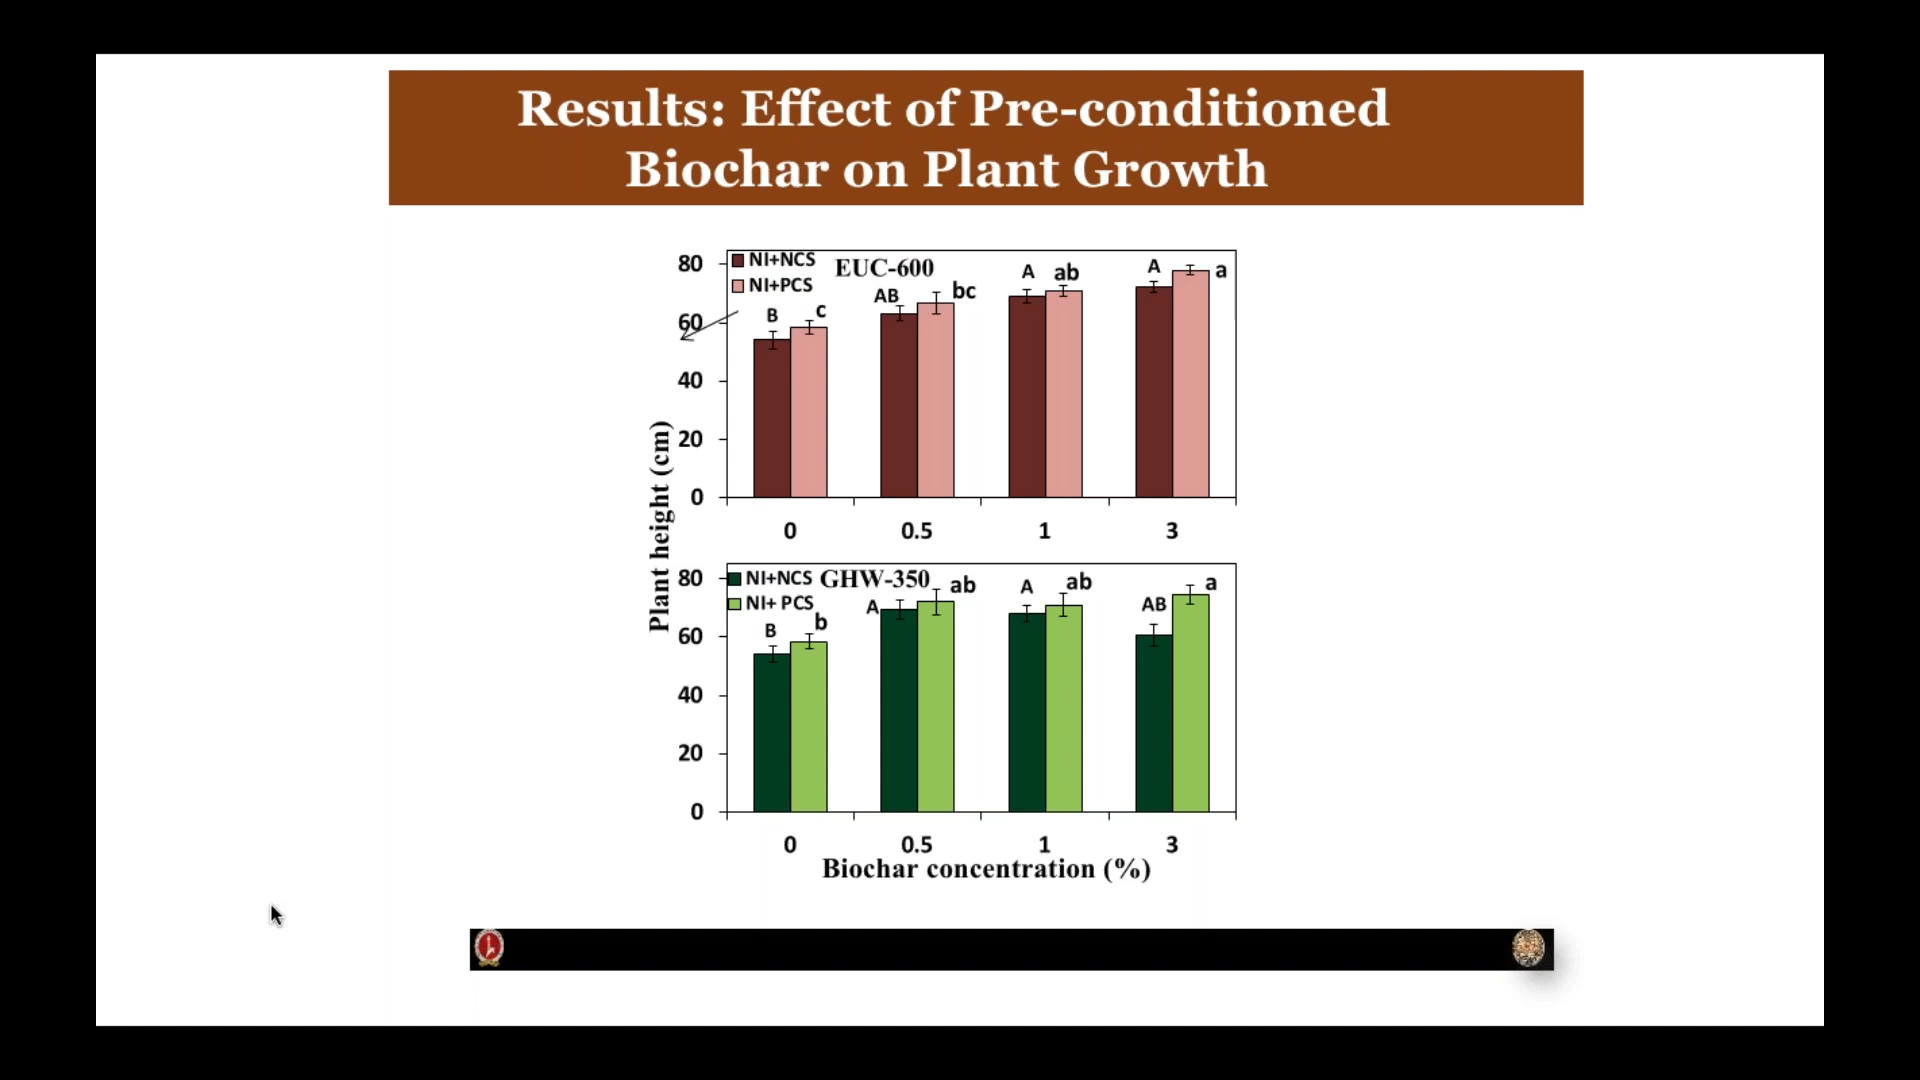 Results: Effect of Pre-conditioned
Biochar on Plant Growth
NI+NCS
NI+PCS
EUC-600
80
60
40
20
0
B
c
AB
bc
A
ab
A
a
0 0.5 1 3
Plant height (cm)
NI+NCS
NI+ PCS
GHW-350
80
60
40
20
0
B
b
A
ab
A
ab
AB
a
0 0.5 1 3
Biochar concentration (%)